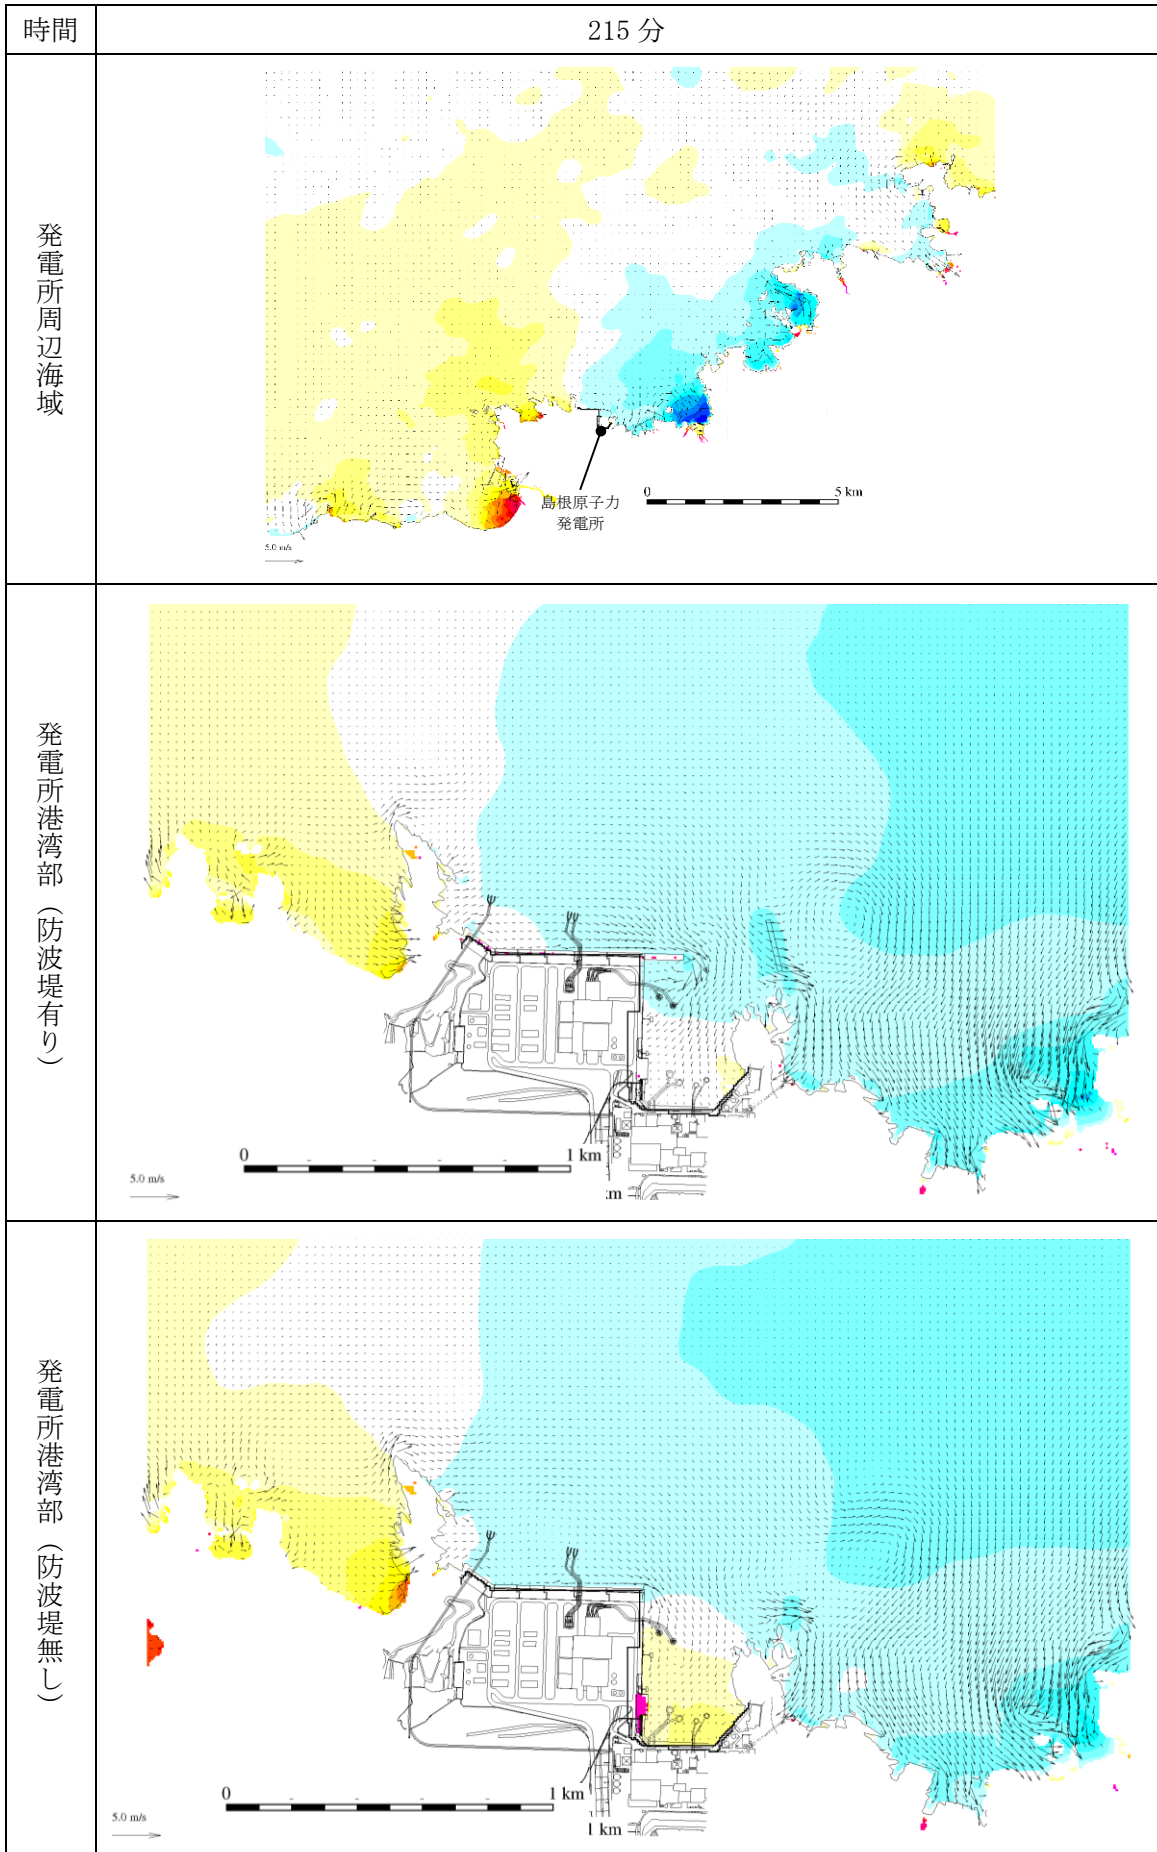 時間
215 分
発電所周辺海域
島根原子力
発電所
0 5 km
5.0 m/s
発電所港湾部（防波堤有り）
0 1 km
5.0 m/s
km
発電所港湾部（防波堤無し）
0 1 km
5.0 m/s
1 km